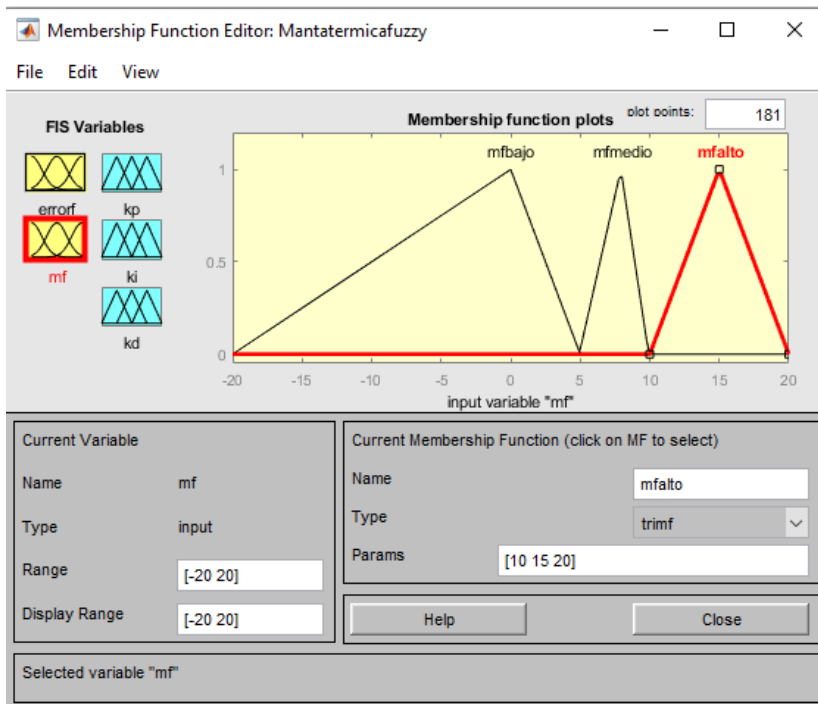 Membership Function Editor: Mantatermicafuzzy
File Edit View
FIS Variables
errorf
kp
mf
ki
kd
Membership function plots
plot points:
181
mfbajo
mfmedio
mfalto
1
0.5
0
-20 -15 -10 -5 0 5 10 15 20
input variable "mf"
Current Variable
Name mf
Type input
Range [-20 20]
Display Range [-20 20]
Current Membership Function (click on MF to select)
Name mfalto
Type trimf
Params [10 15 20]
Help Close
Selected variable "mf"